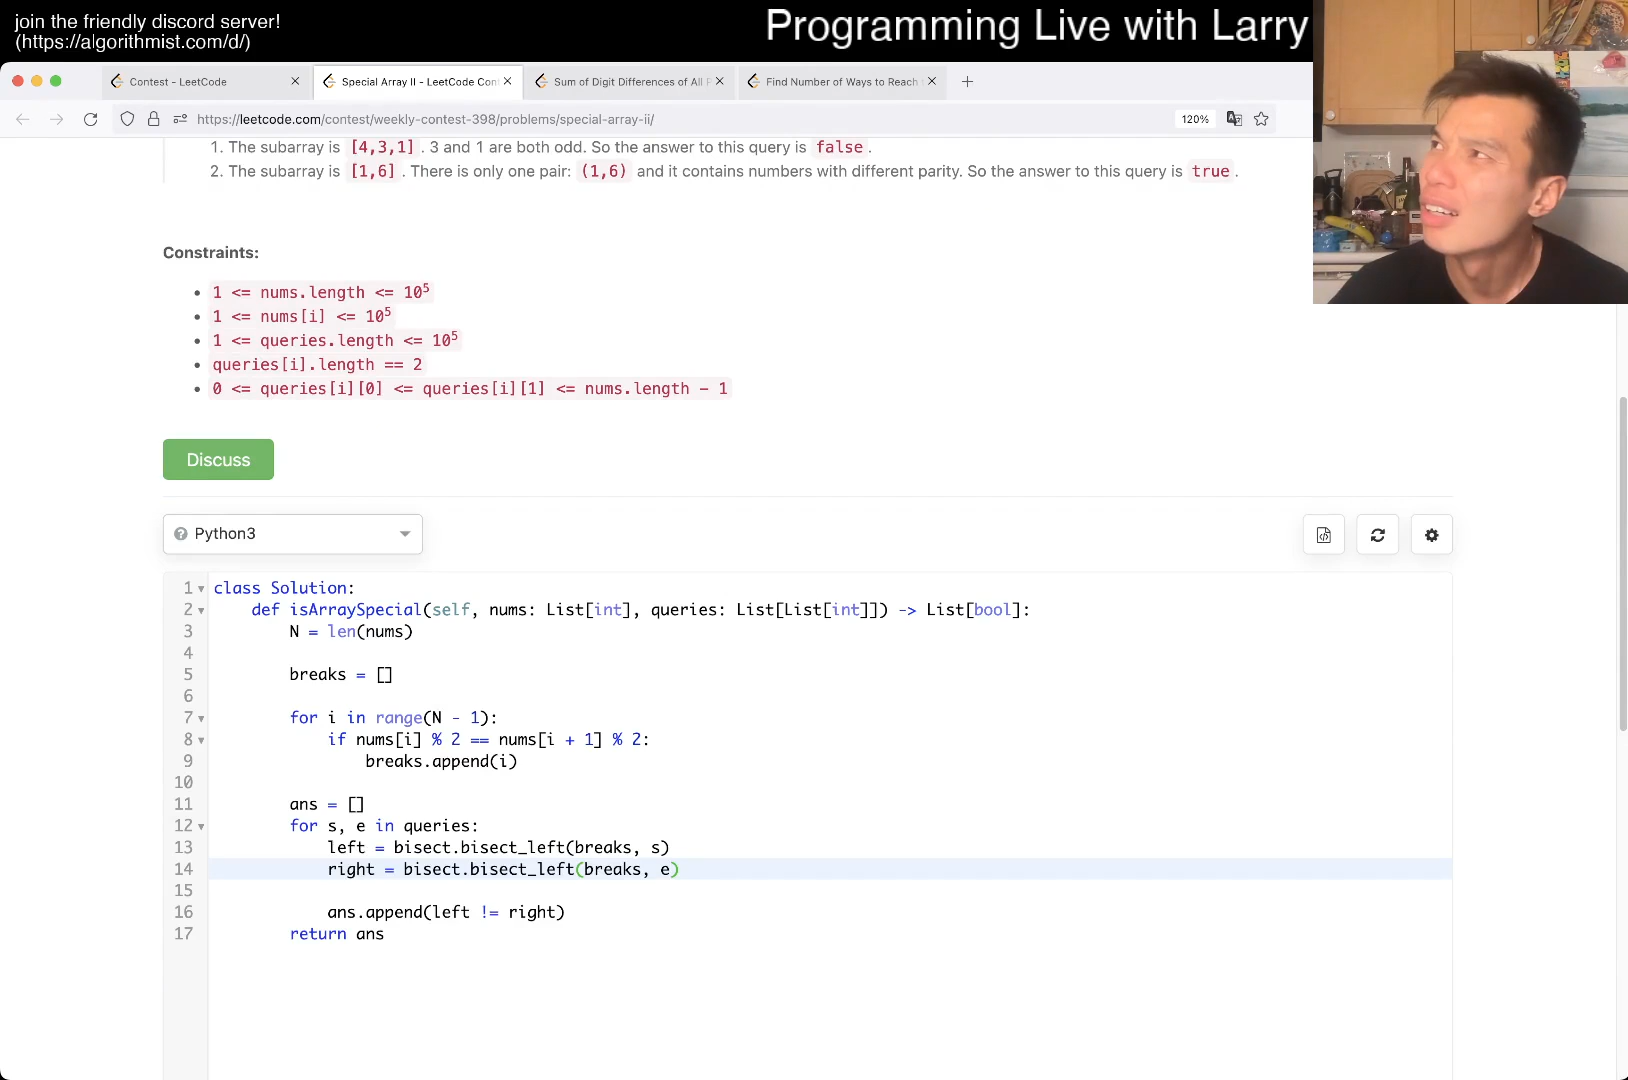 join the friendly discord server!
(https://algorithmist.com/d/)
Programming Live with Larry
Contest - LeetCode
Special Array II - LeetCode Con
Sum of Digit Differences of All P
Find Number of Ways to Reach
https://leetcode.com/contest/weekly-contest-398/problems/special-array-ii/
120%
1. The subarray is [4,3,1] . 3 and 1 are both odd. So the answer to this query is false .
2. The subarray is [1,6] . There is only one pair: (1,6) and it contains numbers with different parity. So the answer to this query is true .
Constraints:
• 1 <= nums.length <= 10⁵
• 1 <= nums[i] <= 10⁵
• 1 <= queries.length <= 10⁵
• queries[i].length == 2
• 0 <= queries[i][0] <= queries[i][1] <= nums.length - 1
Discuss
Python3
1 class Solution:
2     def isArraySpecial(self, nums: List[int], queries: List[List[int]]) -> List[bool]:
3         N = len(nums)
4
5         breaks = []
6
7         for i in range(N - 1):
8             if nums[i] % 2 == nums[i + 1] % 2:
9                 breaks.append(i)
10
11         ans = []
12         for s, e in queries:
13             left = bisect.bisect_left(breaks, s)
14             right = bisect.bisect_left(breaks, e)
15
16             ans.append(left != right)
17         return ans